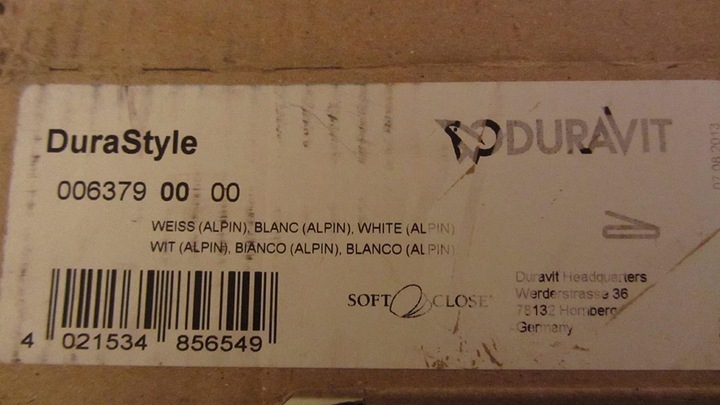 DuraStyle
DURAVIT
006379 00 00
WEISS (ALPIN), BLANC (ALPIN), WHITE (ALPIN)
WIT (ALPIN), BIANCO (ALPIN), BLANCO (ALPIN)
SOFT CLOSE
Duravit Headquarters
Werderstrasse 36
78132 Hornberg
Germany
4 021534 856549